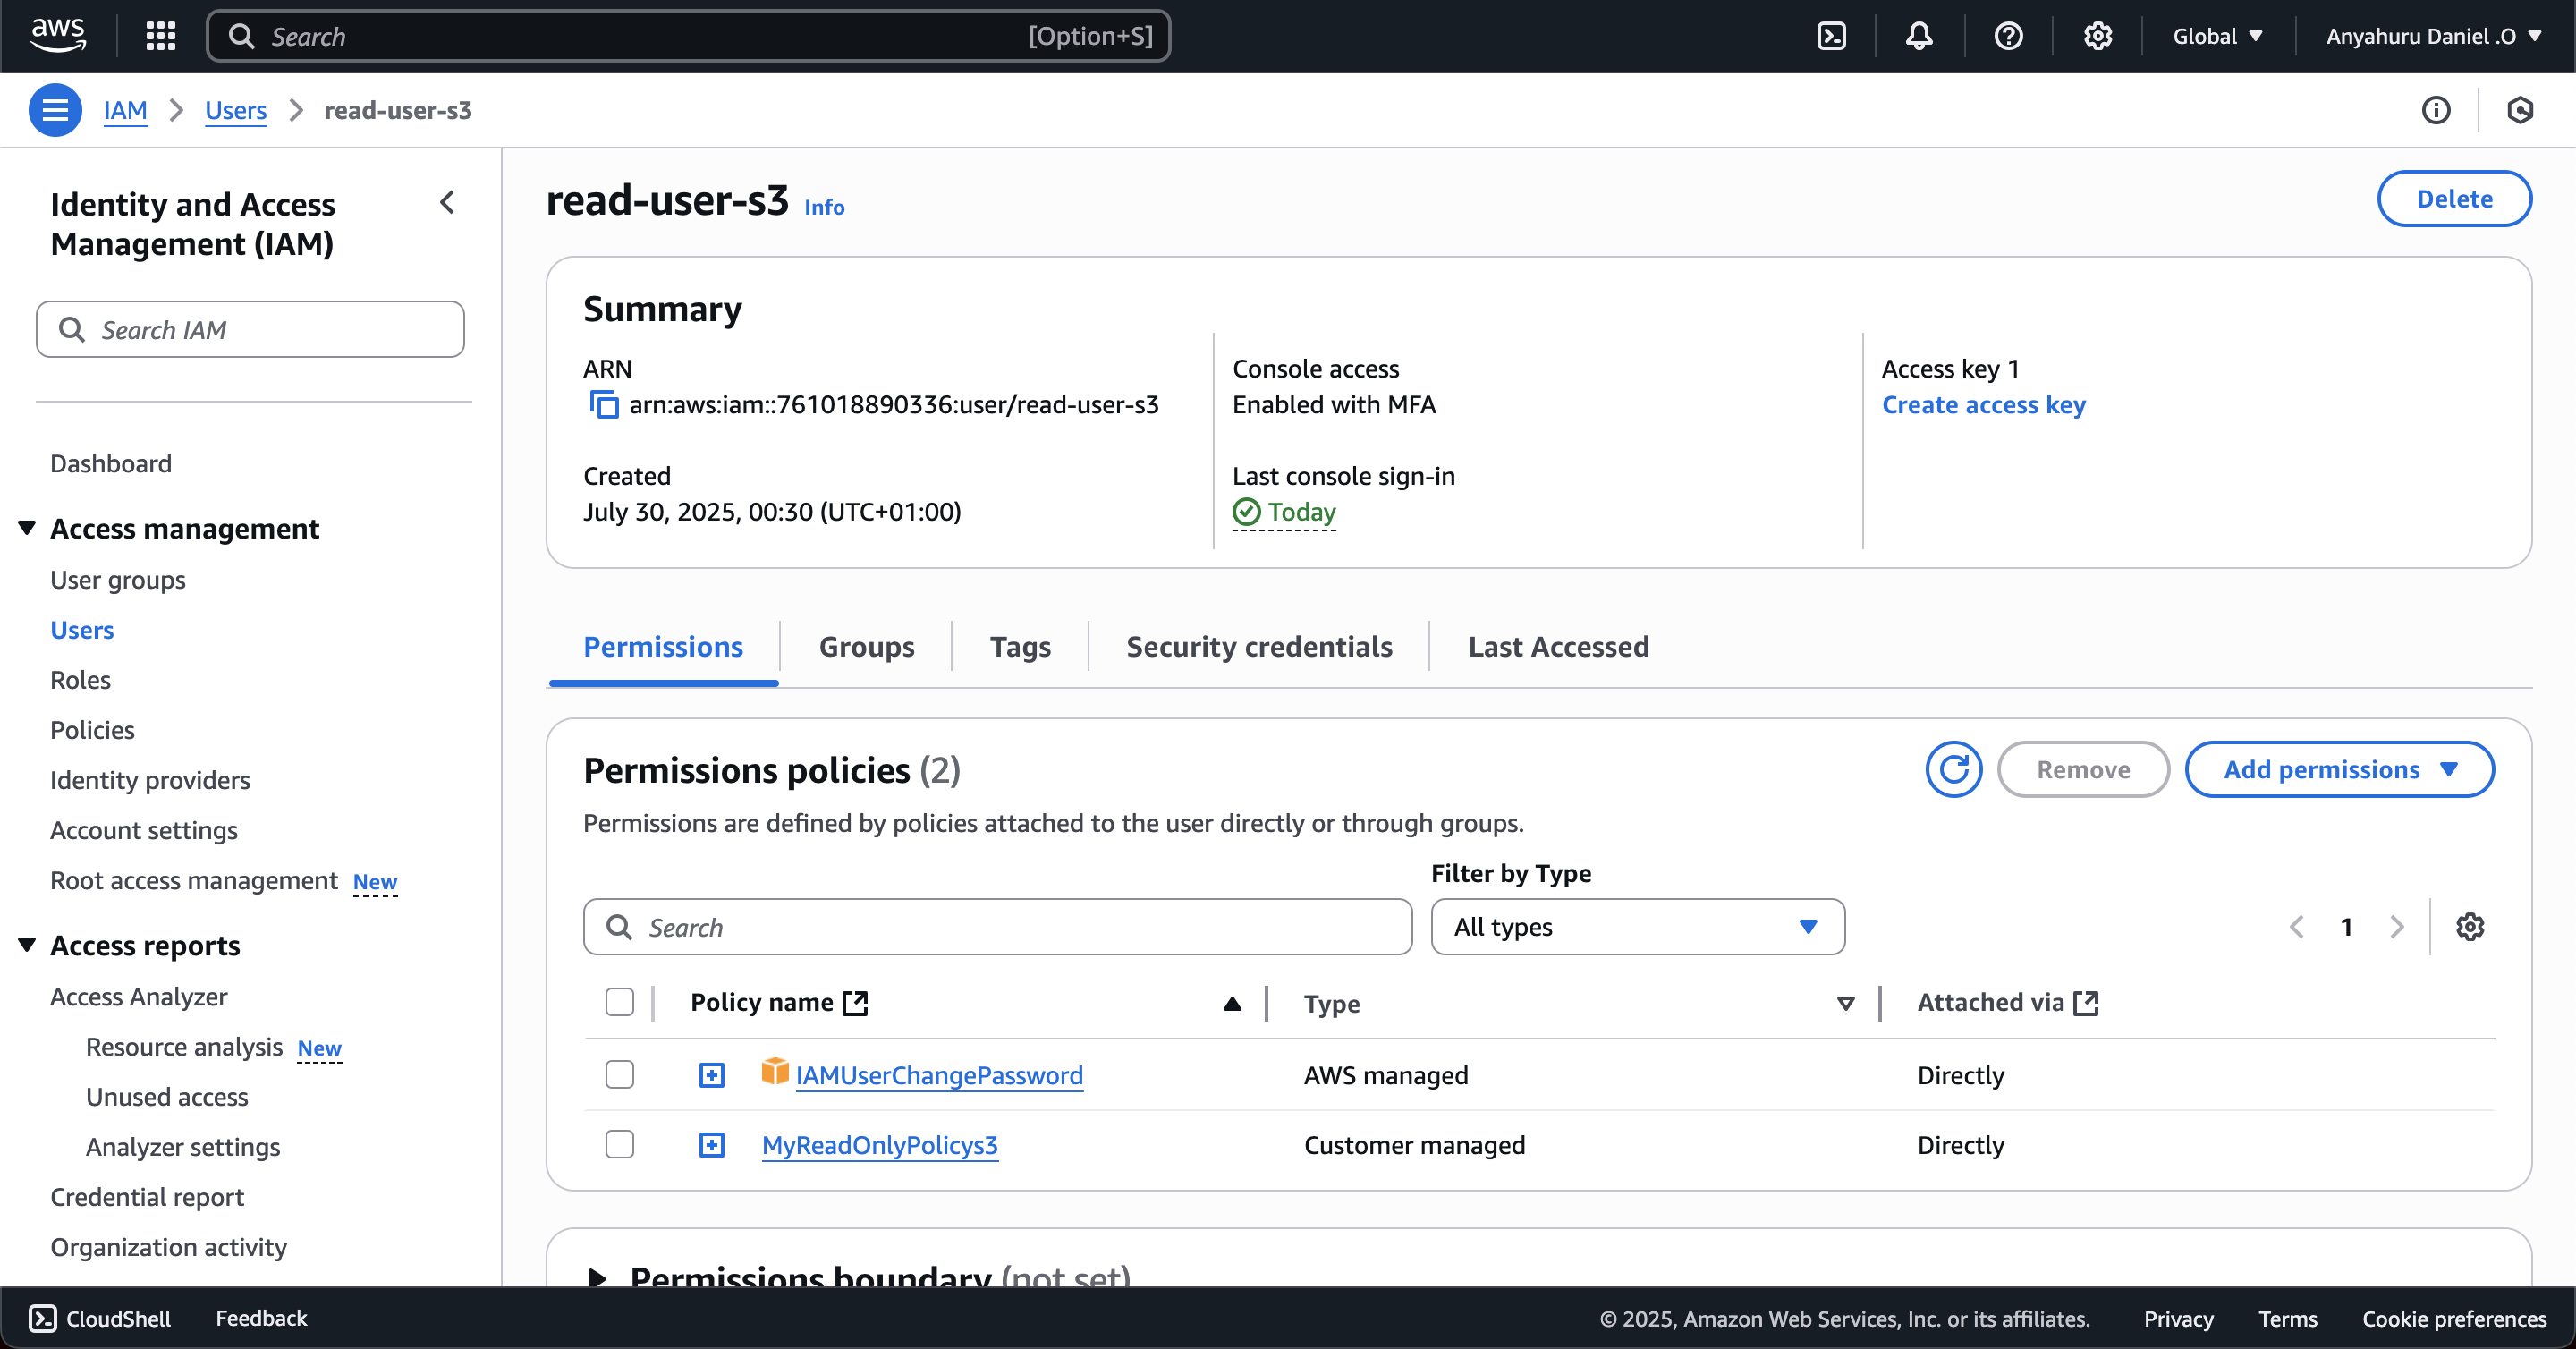 aws
Search [Option+S]
Global
Anyahuru Daniel .O
IAM
Users
read-user-s3
Identity and Access Management (IAM)
Search IAM
Dashboard
Access management
User groups
Users
Roles
Policies
Identity providers
Account settings
Root access management New
Access reports
Access Analyzer
Resource analysis New
Unused access
Analyzer settings
Credential report
Organization activity
read-user-s3 Info
Delete
Summary
ARN
arn:aws:iam::761018890336:user/read-user-s3
Created
July 30, 2025, 00:30 (UTC+01:00)
Console access
Enabled with MFA
Last console sign-in
Today
Access key 1
Create access key
Permissions Groups Tags Security credentials Last Accessed
Permissions policies (2)
Remove
Add permissions
Permissions are defined by policies attached to the user directly or through groups.
Filter by Type
Search
All types
1
Policy name Type Attached via
IAMUserChangePassword AWS managed Directly
MyReadOnlyPolicys3 Customer managed Directly
Permissions boundary (not set)
CloudShell Feedback
© 2025, Amazon Web Services, Inc. or its affiliates. Privacy Terms Cookie preferences